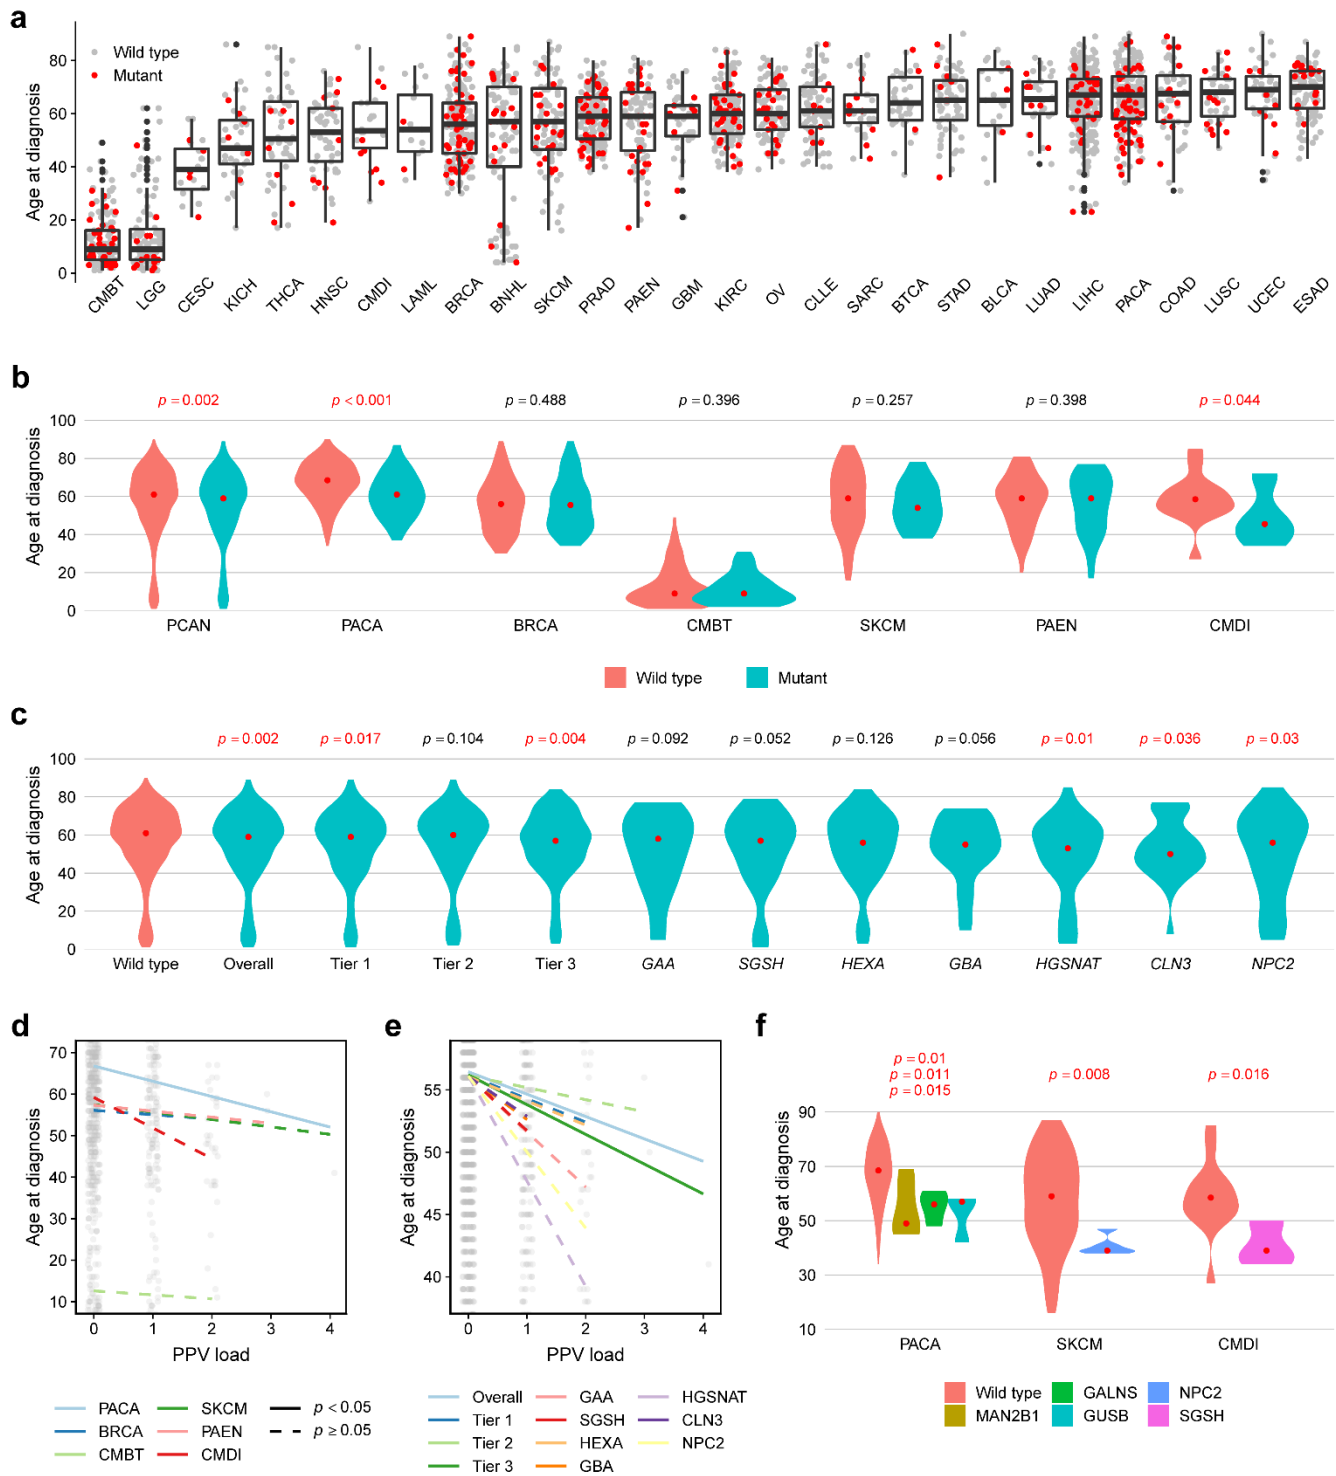 a
Wild type
Mutant
Age at diagnosis
80
60
40
20
0
CMBT LGG CESC KICH THCA HNSC CMDI LAML BRCA BNHL SKCM PRAD PAEN GBM KIRC OV CLLE SARC BTCA STAD BLCA LUAD LIHC PACA COAD LUSC UCEC ESAD
b
p = 0.002 p < 0.001 p = 0.488 p = 0.396 p = 0.257 p = 0.398 p = 0.044
Age at diagnosis
100
80
60
40
20
0
PCAN PACA BRCA CMBT SKCM PAEN CMDI
Wild type Mutant
c
p = 0.002 p = 0.017 p = 0.104 p = 0.004 p = 0.092 p = 0.052 p = 0.126 p = 0.056 p = 0.01 p = 0.036 p = 0.03
Age at diagnosis
100
80
60
40
20
0
Wild type Overall Tier 1 Tier 2 Tier 3 GAA SGSH HEXA GBA HGSNAT CLN3 NPC2
d
Age at diagnosis
70
60
50
40
30
20
10
0 1 2 3 4
PPV load
PACA SKCM p < 0.05
BRCA PAEN p ≥ 0.05
CMBT CMDI
e
Age at diagnosis
55
50
45
40
0 1 2 3 4
PPV load
Overall GAA HGSNAT
Tier 1 SGSH CLN3
Tier 2 HEXA NPC2
Tier 3 GBA
f
p = 0.01
p = 0.011
p = 0.015
p = 0.008 p = 0.016
Age at diagnosis
90
70
50
30
10
PACA SKCM CMDI
Wild type GALNS NPC2
MAN2B1 GUSB SGSH